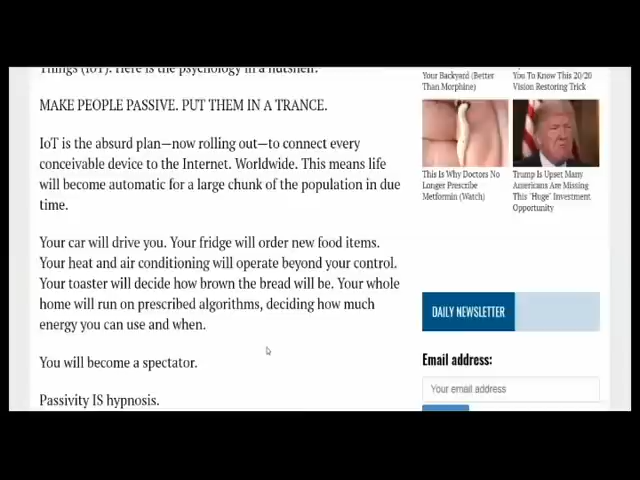 Things (IoT). Here is the psychology in a nutshell:
MAKE PEOPLE PASSIVE. PUT THEM IN A TRANCE.
IoT is the absurd plan—now rolling out—to connect every
conceivable device to the Internet. Worldwide. This means life
will become automatic for a large chunk of the population in due
time.
Your car will drive you. Your fridge will order new food items.
Your heat and air conditioning will operate beyond your control.
Your toaster will decide how brown the bread will be. Your whole
home will run on prescribed algorithms, deciding how much
energy you can use and when.
You will become a spectator.
Passivity IS hypnosis.
Your Backyard (Better
Than Morphine)
You To Know This 20/20
Vision Restoring Trick
This Is Why Doctors No
Longer Prescribe
Metformin (Watch)
Trump Is Upset Many
Americans Are Missing
This "Huge" Investment
Opportunity
DAILY NEWSLETTER
Email address:
Your email address